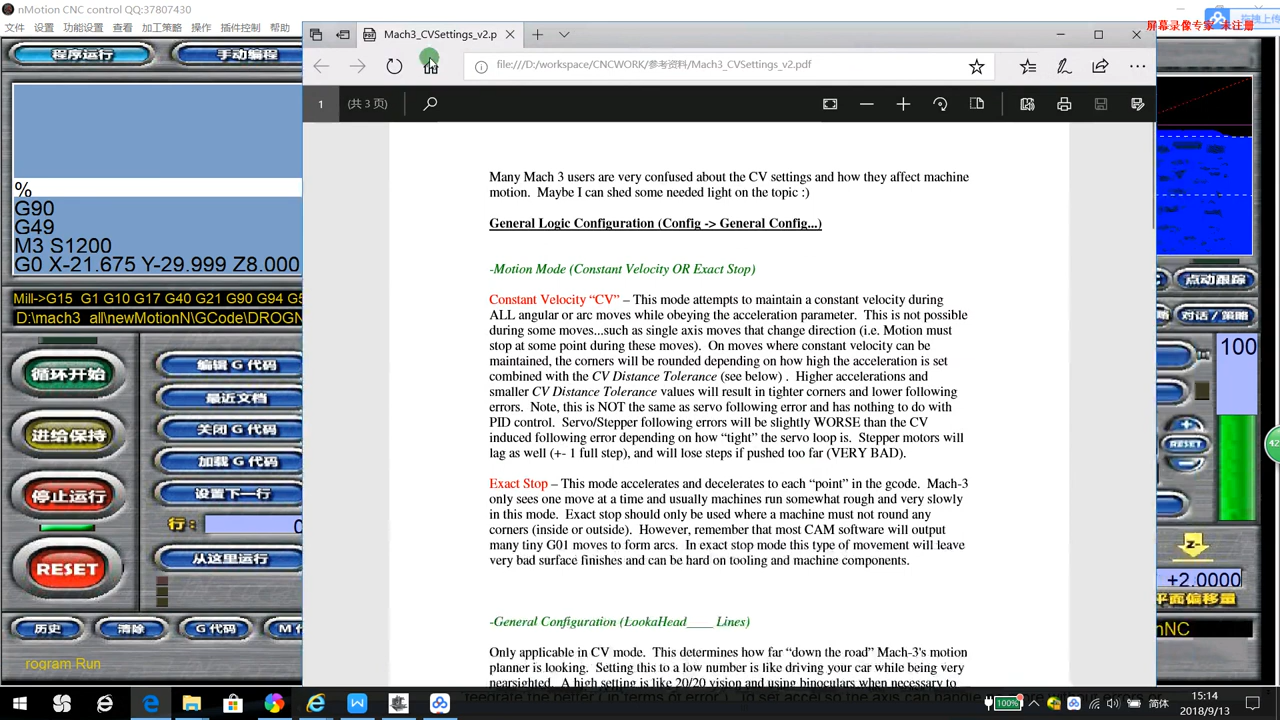 nMotion CNC control QQ:37807430
文件 功能设置 查看 加工策略 操作 插件控制 帮助
屏幕录像专家 未注册
拖拽上传
程序运行
手动编程
Mach3_CVSettings_v2.p
file:///D:/workspace/CNCWORK/参考资料/Mach3_CVSettings_v2.pdf
1 (共 3 页)
%
G90
G49
M3 S1200
G0 X-21.675 Y-29.999 Z8.000
Mill->G15 G1 G10 G17 G40 G21 G90 G94 G5
D:\mach3_all\newMotionN\GCode\DROGN
循环开始
进给保持
停止运行
RESET
编辑 G 代码
最近文档
关闭 G 代码
加载 G 代码
设置下一行
行: 0
从这里运行
历史
清除
G 代码
M 代
rogram Run
Many Mach 3 users are very confused about the CV settings and how they affect machine
motion. Maybe I can shed some needed light on the topic :)
General Logic Configuration (Config -> General Config...)
-Motion Mode (Constant Velocity OR Exact Stop)
Constant Velocity “CV” – This mode attempts to maintain a constant velocity during
ALL angular or arc moves while obeying the acceleration parameter. This is not possible
during some moves...such as single axis moves that change direction (i.e. Motion must
stop at some point during these moves). On moves where constant velocity can be
maintained, the corners will be rounded depending on how high the acceleration is set
combined with the CV Distance Tolerance (see below) . Higher accelerations and
smaller CV Distance Tolerance values will result in tighter corners and lower following
errors. Note, this is NOT the same as servo following error and has nothing to do with
PID control. Servo/Stepper following errors will be slightly WORSE than the CV
induced following error depending on how “tight” the servo loop is. Stepper motors will
lag as well (+- 1 full step), and will lose steps if pushed too far (VERY BAD).
Exact Stop – This mode accelerates and decelerates to each “point” in the gcode. Mach-3
only sees one move at a time and usually machines run somewhat rough and very slowly
in this mode. Exact stop should only be used where a machine must not round any
corners (inside or outside). However, remember that most CAM software will output
many tiny G01 moves to form arcs. In exact stop mode this type of movement will leave
very bad surface finishes and can be hard on tooling and machine components.
-General Configuration (LookaHead____ Lines)
Only applicable in CV mode. This determines how far “down the road” Mach-3's motion
planner is looking. Setting this to a low number is like driving your car while being very
nearsighted. A high setting is like 20/20 vision and using binoculars when necessary to
点动跟踪
对话 / 策略
100
RESET
42
Z-
+2.0000
平面偏移量
nNC
100%
简体
15:14
2018/9/13